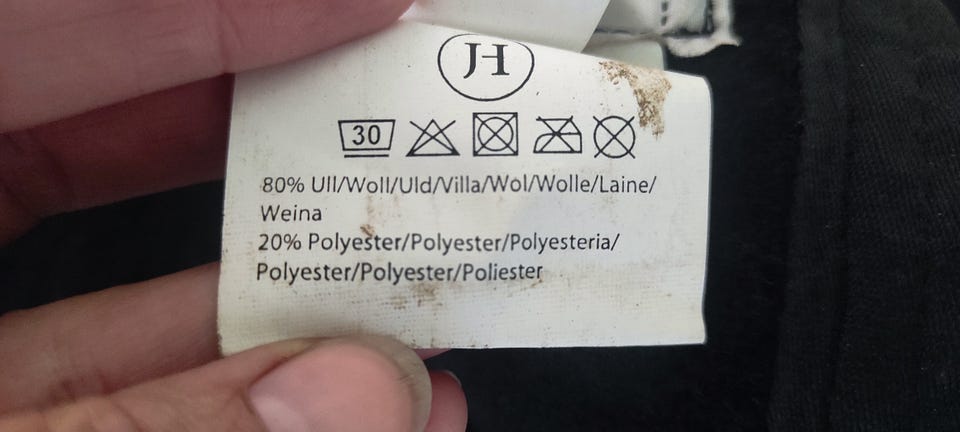 JH
30
80% Ull/Woll/Uld/Villa/Wol/Wolle/Laine/
Weina
20% Polyester/Polyester/Polyesteria/
Polyester/Polyester/Poliester